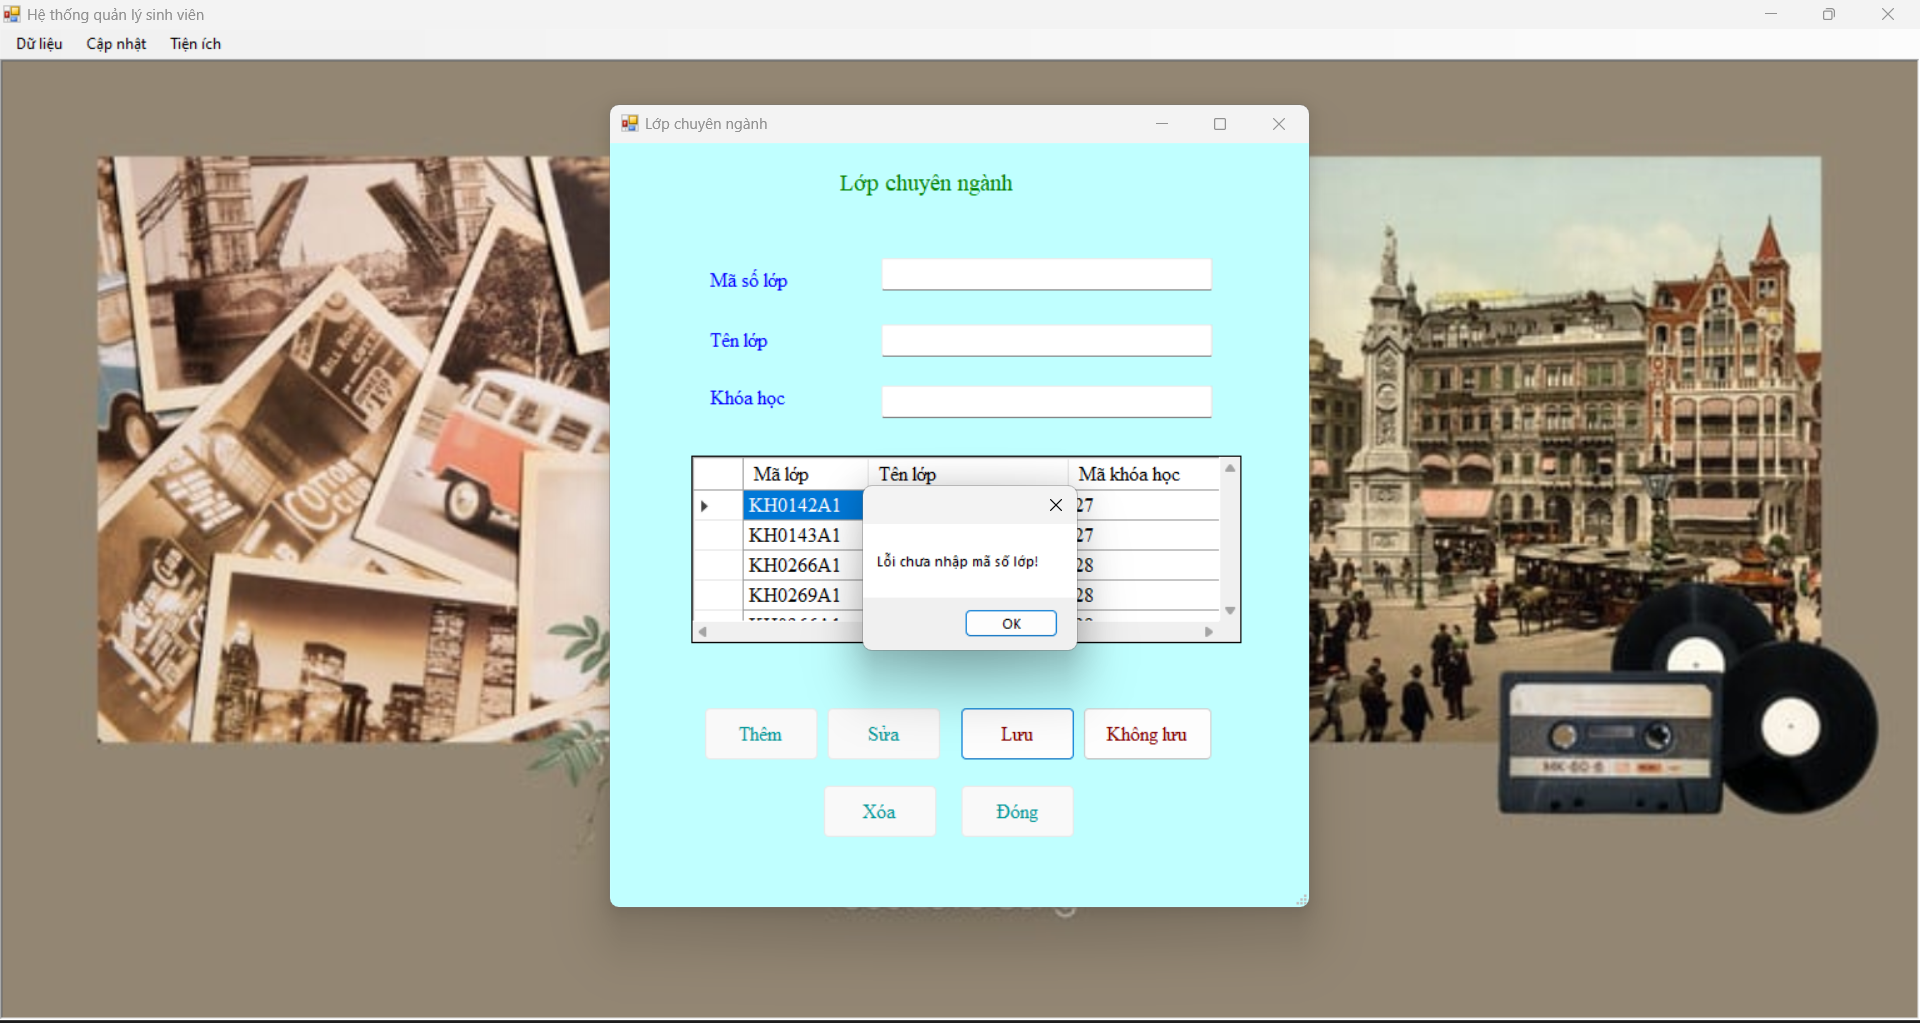 Hệ thống quản lý sinh viên
Dữ liệu Cập nhật Tiện ích
Lớp chuyên ngành
Lớp chuyên ngành
Mã số lớp
Tên lớp
Khóa học
Mã lớp Tên lớp Mã khóa học
KH0142A1 27
KH0143A1 27
KH0266A1 28
KH0269A1 28
Lỗi chưa nhập mã số lớp!
OK
Thêm Sửa Lưu Không lưu
Xóa Đóng
COTTON
CLUB